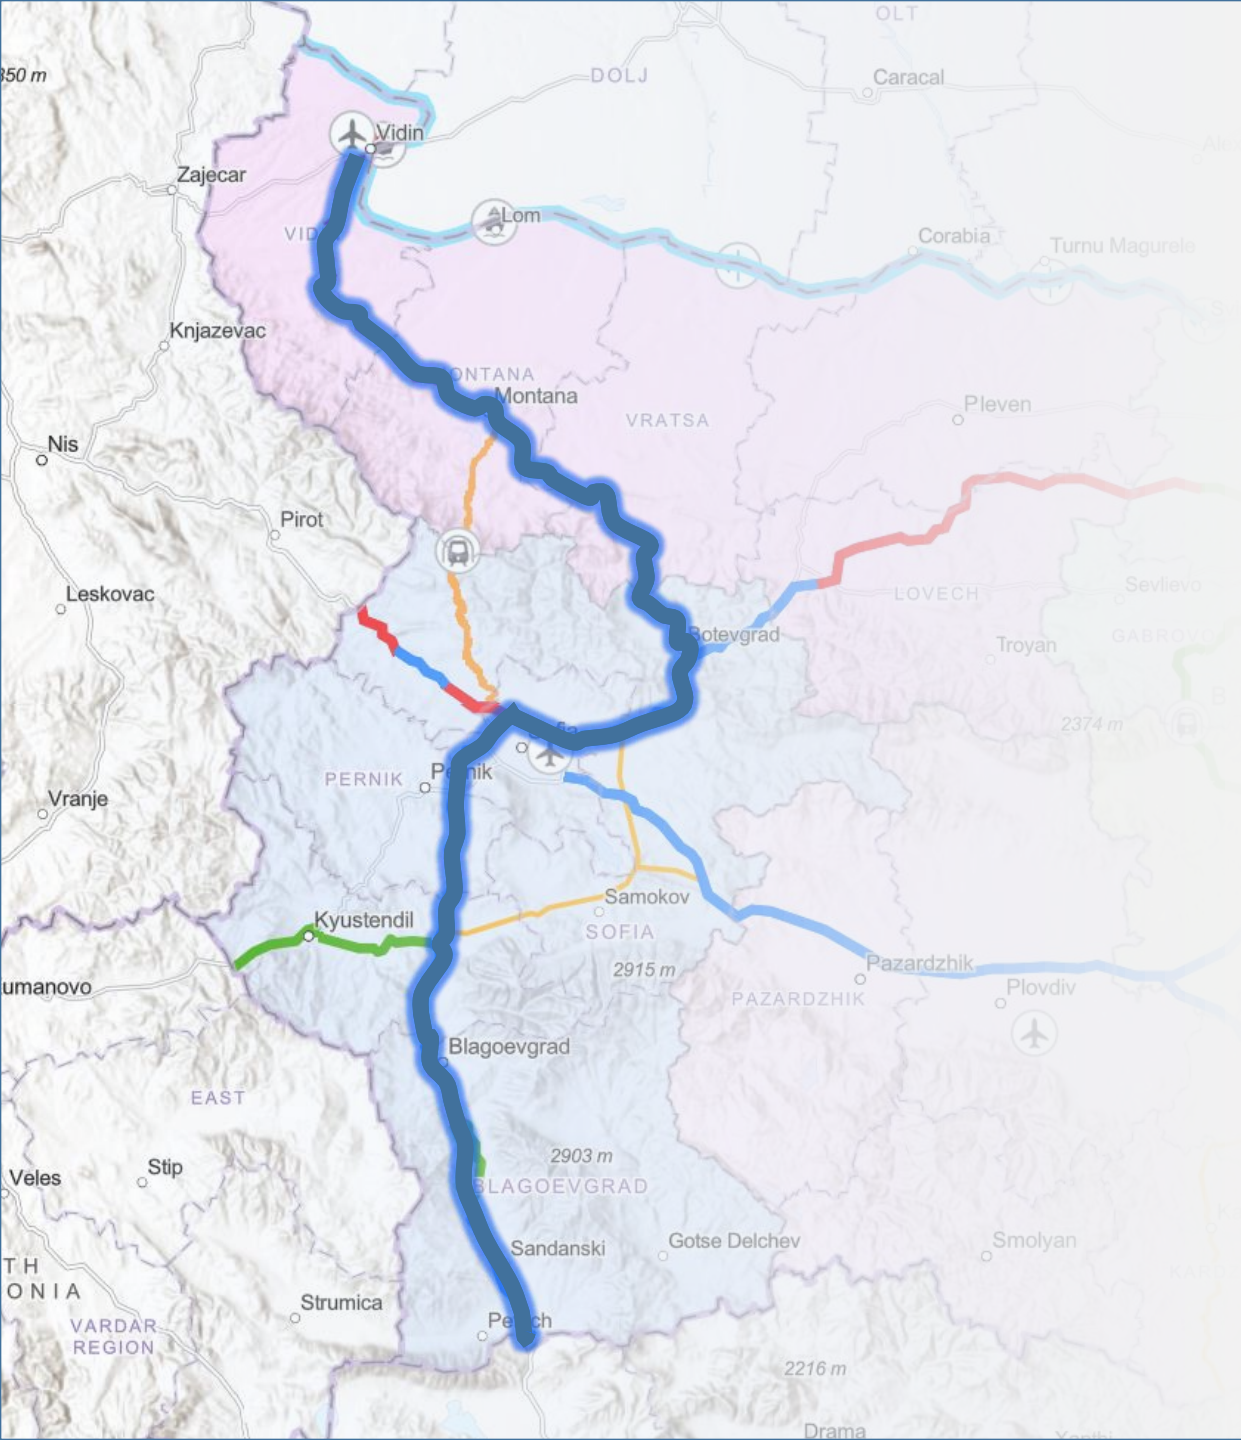 OLT
DOLJ
350 m
Caracal
Vidin
Zajecar
Lom
VID
Corabia
Turnu Magurele
Knjazevac
ONTANA
Montana
Pleven
VRATSA
Nis
Pirot
Leskovac
LOVECH
Sevlievo
GABROVO
Botevgrad
Troyan
2374 m
Pernik
PERNIK
Vranje
Samokov
Kyustendil
SOFIA
Pazardzhik
2915 m
umanovo
Plovdiv
PAZARDZHIK
Blagoevgrad
EAST
2903 m
Stip
Veles
BLAGOEVGRAD
Gotse Delchev
Smolyan
Sandanski
TH
ONIA
Strumica
VARDAR
REGION
2216 m
Drama
Xanthi